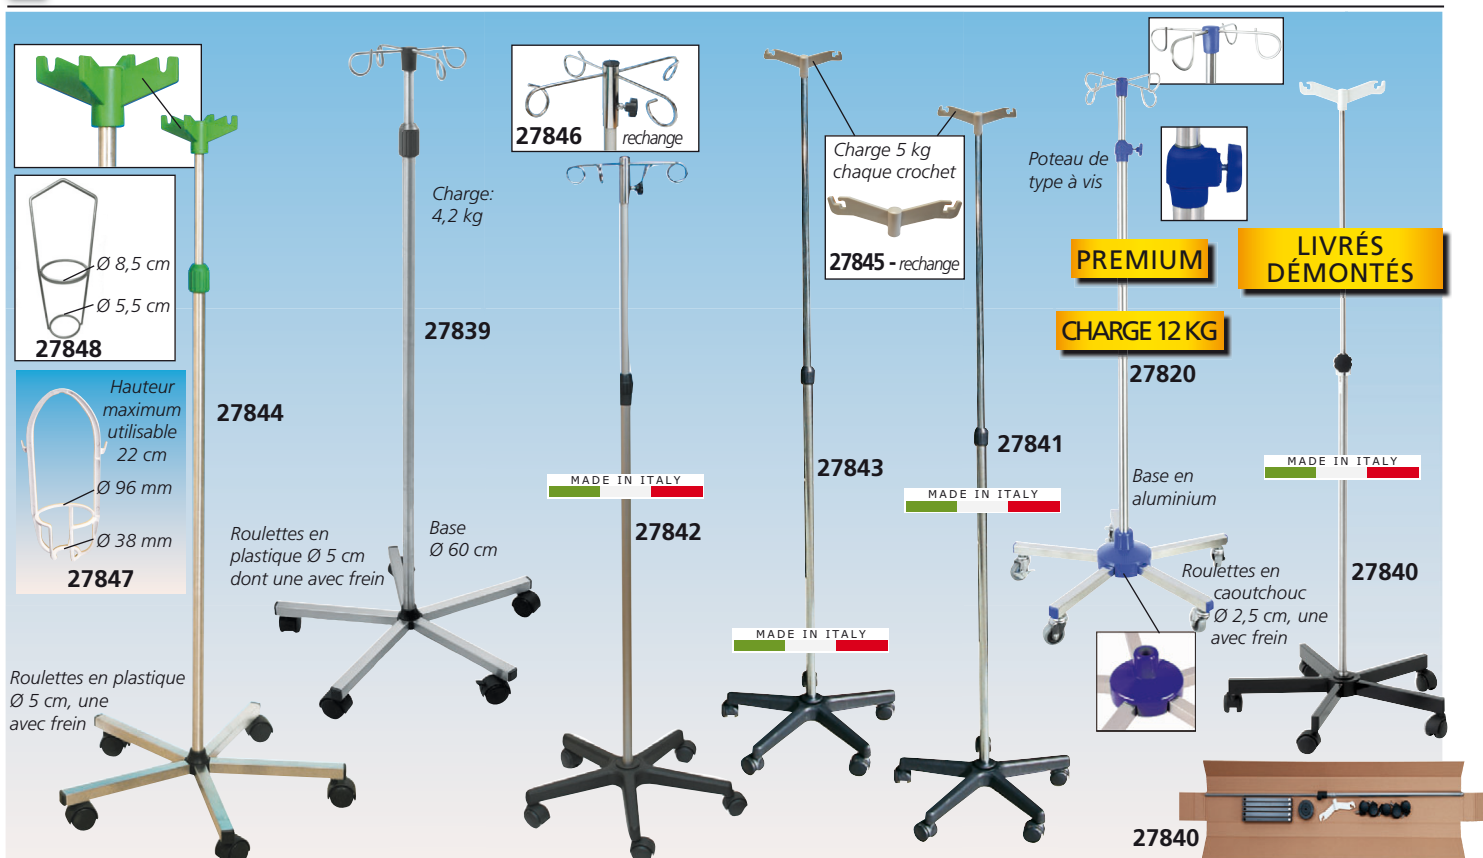 27846
rechange
Charge 5 kg
chaque crochet
27845 - rechange
Poteau de
type à vis
PREMIUM
CHARGE 12 KG
27820
LIVRÉS
DÉMONTÉS
Charge:
4,2 kg
27839
Ø 8,5 cm
Ø 5,5 cm
27848
Hauteur
maximum
utilisable
22 cm
Ø 96 mm
Ø 38 mm
27847
27844
27843
27841
MADE IN ITALY
MADE IN ITALY
MADE IN ITALY
MADE IN ITALY
27842
Base en
aluminium
Roulettes en
plastique Ø 5 cm
dont une avec frein
Base
Ø 60 cm
Roulettes en
caoutchouc
Ø 2,5 cm, une
avec frein
27840
Roulettes en plastique
Ø 5 cm, une
avec frein
27840